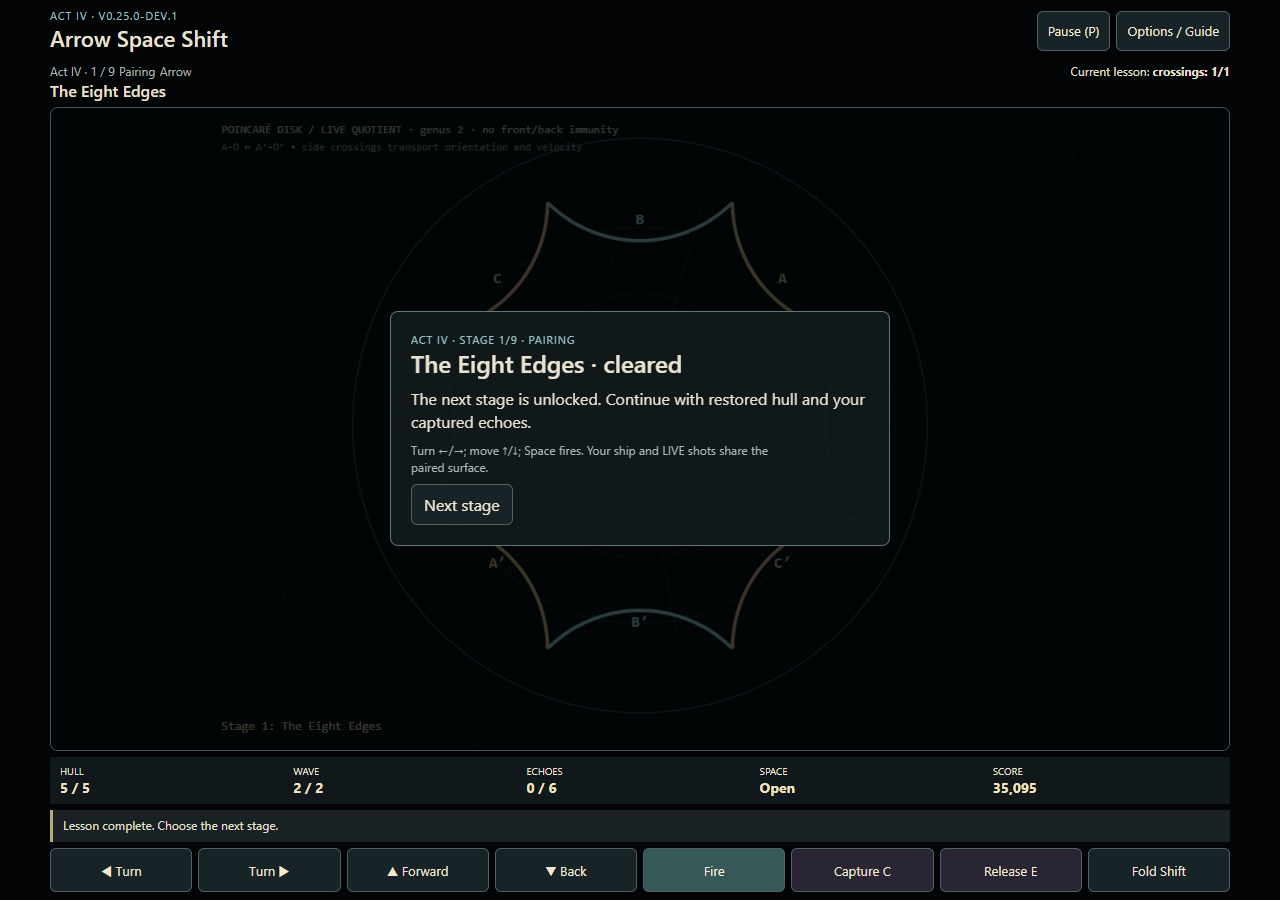 ACT IV · V0.25.0-DEV.1
Arrow Space Shift
Pause (P)
Options / Guide
Act IV · 1 / 9 Pairing Arrow
Current lesson: crossings: 1/1
The Eight Edges
POINCARÉ DISK / LIVE QUOTIENT · genus 2 · no front/back immunity
A–D ↔ A′–D′ • side crossings transport orientation and velocity
B
C
A
ACT IV · STAGE 1/9 · PAIRING
The Eight Edges · cleared
The next stage is unlocked. Continue with restored hull and your
captured echoes.
Turn ←/→; move ↑/↓; Space fires. Your ship and LIVE shots share the
paired surface.
Next stage
A′
C′
B′
Stage 1: The Eight Edges
HULL
5 / 5
WAVE
2 / 2
ECHOES
0 / 6
SPACE
Open
SCORE
35,095
Lesson complete. Choose the next stage.
◀ Turn
Turn ▶
▲ Forward
▼ Back
Fire
Capture C
Release E
Fold Shift